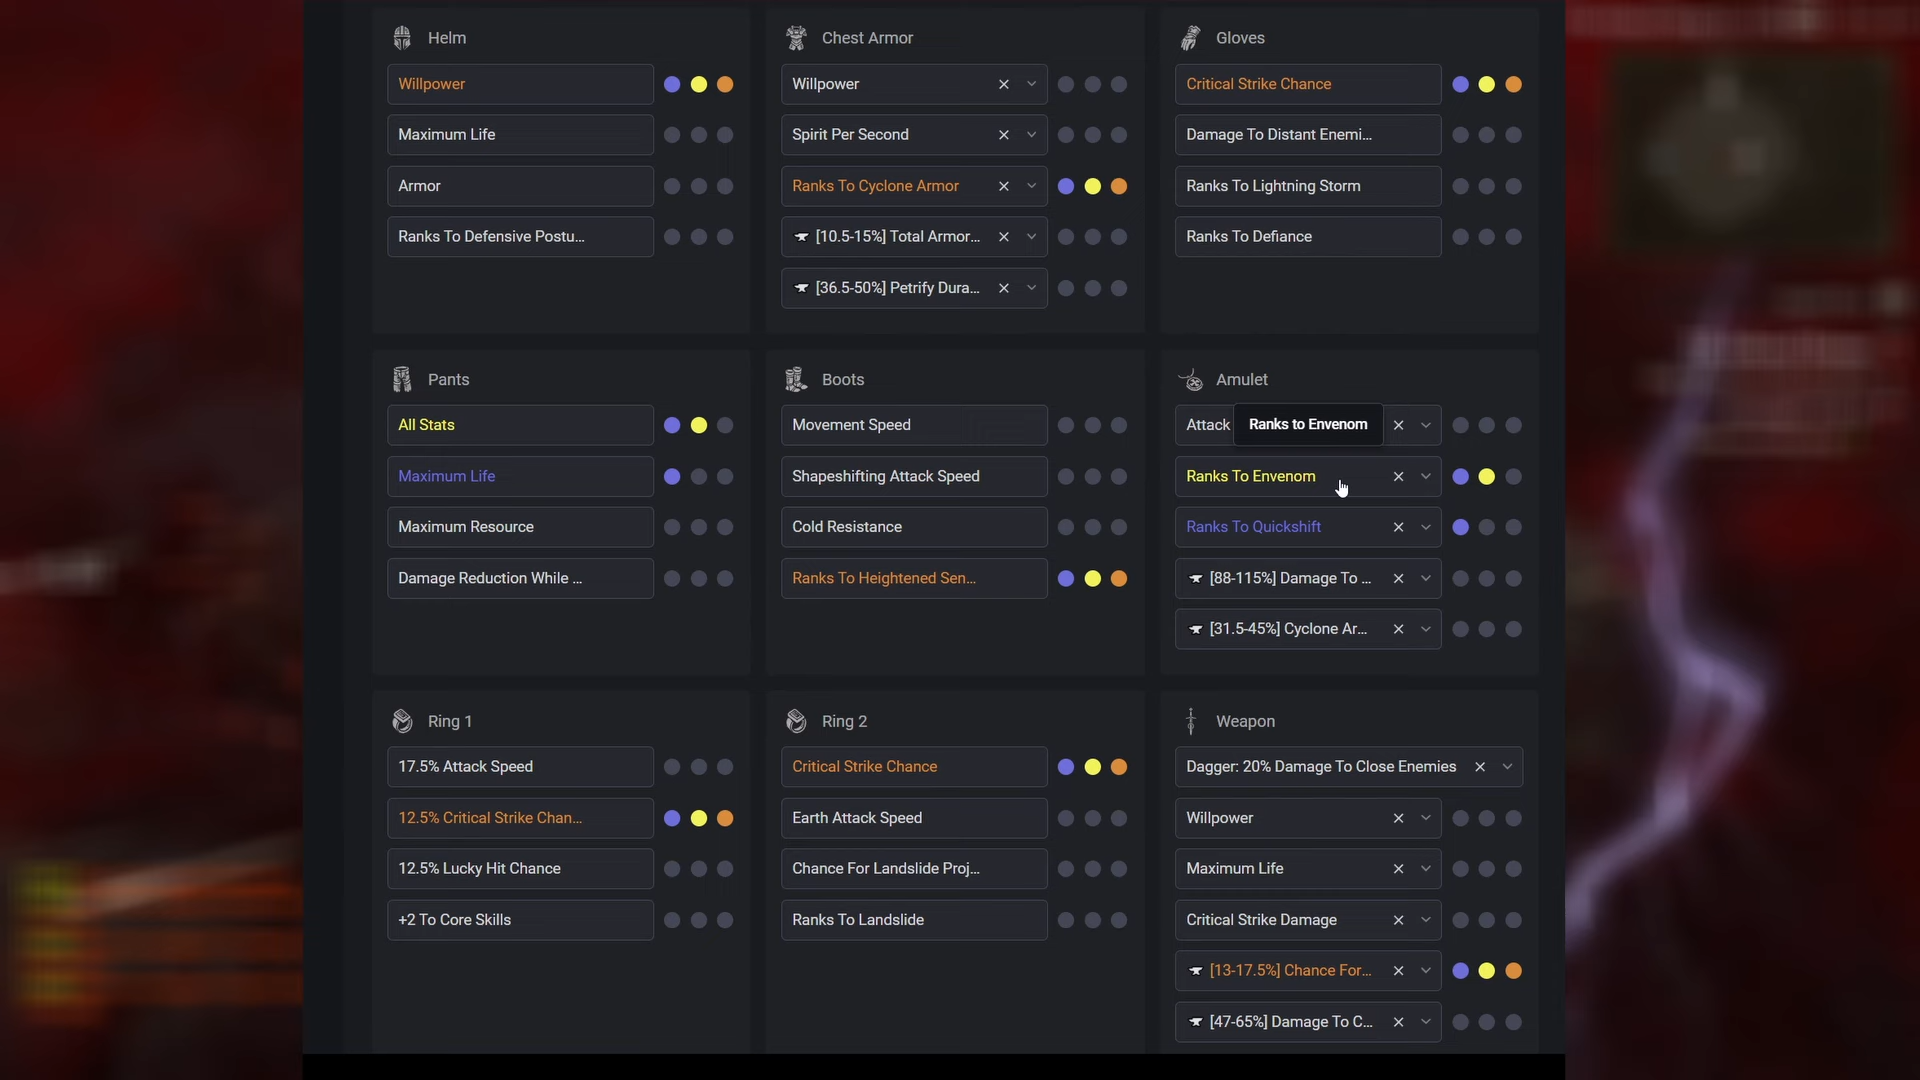 Helm
Willpower
Maximum Life
Armor
Ranks To Defensive Postu...
Chest Armor
Willpower
Spirit Per Second
Ranks To Cyclone Armor
[10.5-15%] Total Armor...
[36.5-50%] Petrify Dura...
Gloves
Critical Strike Chance
Damage To Distant Enemi...
Ranks To Lightning Storm
Ranks To Defiance
Pants
All Stats
Maximum Life
Maximum Resource
Damage Reduction While ...
Boots
Movement Speed
Shapeshifting Attack Speed
Cold Resistance
Ranks To Heightened Sen...
Amulet
Attack
Ranks to Envenom
Ranks To Envenom
Ranks To Quickshift
[88-115%] Damage To ...
[31.5-45%] Cyclone Ar...
Ring 1
17.5% Attack Speed
12.5% Critical Strike Chan...
12.5% Lucky Hit Chance
+2 To Core Skills
Ring 2
Critical Strike Chance
Earth Attack Speed
Chance For Landslide Proj...
Ranks To Landslide
Weapon
Dagger: 20% Damage To Close Enemies
Willpower
Maximum Life
Critical Strike Damage
[13-17.5%] Chance For...
[47-65%] Damage To C...